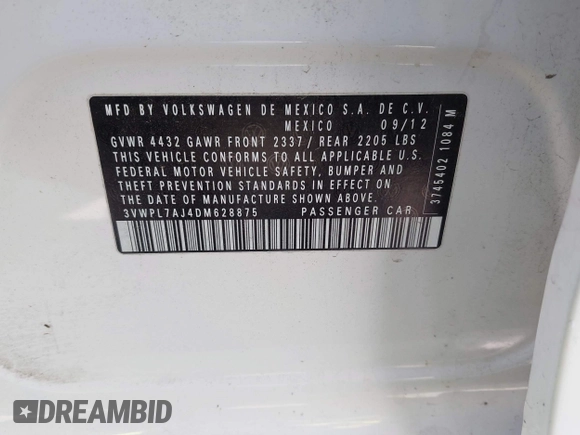 MFD BY VOLKSWAGEN DE MEXICO S.A. DE C.V.
MEXICO 09/12
GVWR 4432 GAWR FRONT 2337/ REAR 2205 LBS
THIS VEHICLE CONFORMS TO ALL APPLICABLE U.S.
FEDERAL MOTOR VEHICLE SAFETY, BUMPER AND
THEFT PREVENTION STANDARDS IN EFFECT ON
THE DATE OF MANUFACTURE SHOWN ABOVE.
3VWPL7AJ4DM628875 PASSENGER CAR
3745402 1084 M
DREAMBID